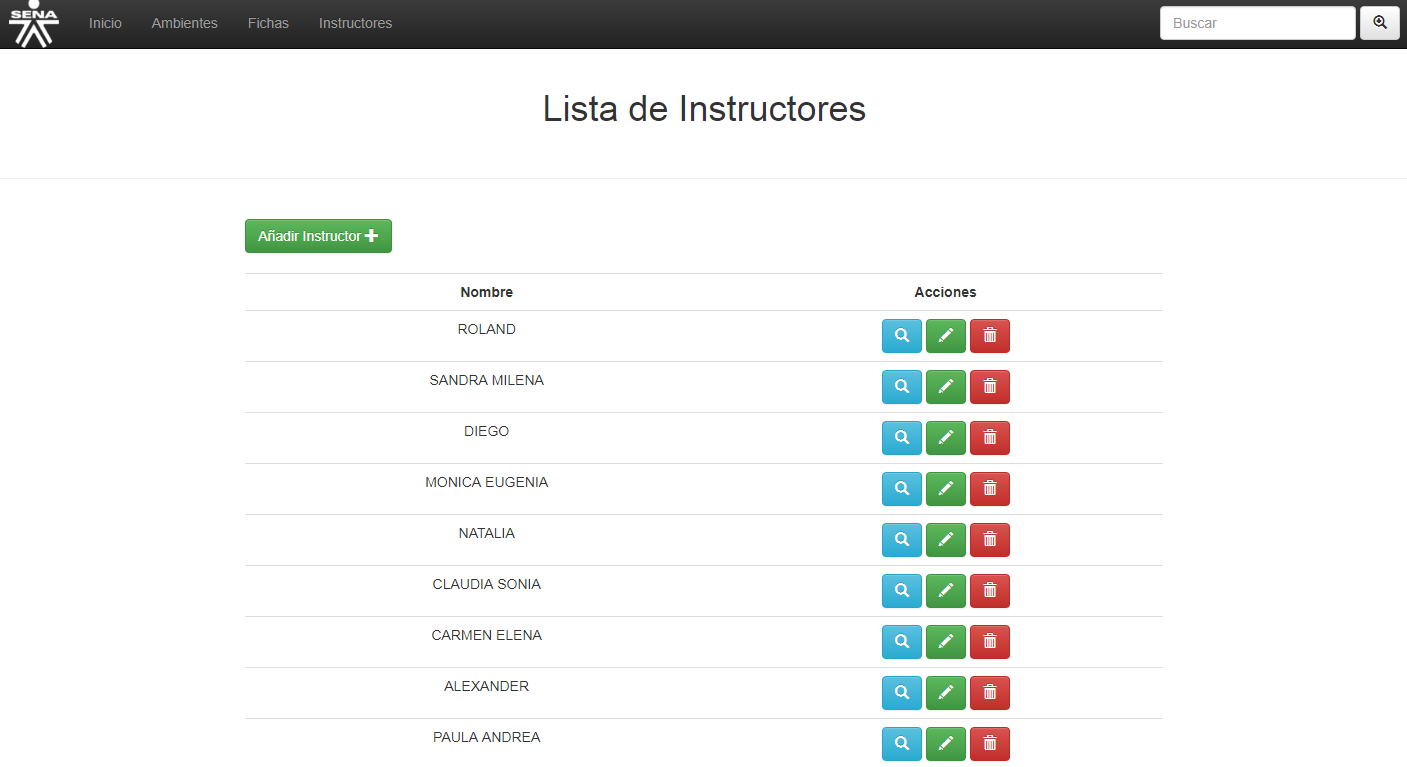 SENA
Inicio Ambientes Fichas Instructores Buscar
Lista de Instructores
Añadir Instructor
Nombre Acciones
ROLAND
SANDRA MILENA
DIEGO
MONICA EUGENIA
NATALIA
CLAUDIA SONIA
CARMEN ELENA
ALEXANDER
PAULA ANDREA